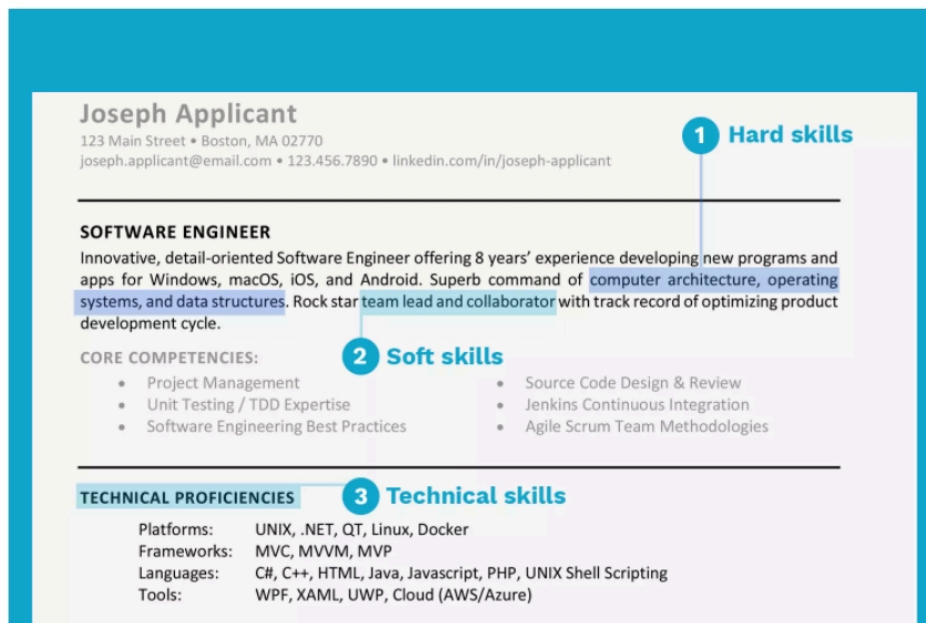 Joseph Applicant
123 Main Street • Boston, MA 02770
joseph.applicant@email.com • 123.456.7890 • linkedin.com/in/joseph-applicant
1 Hard skills
SOFTWARE ENGINEER
Innovative, detail-oriented Software Engineer offering 8 years' experience developing new programs and
apps for Windows, macOS, iOS, and Android. Superb command of computer architecture, operating
systems, and data structures. Rock star team lead and collaborator with track record of optimizing product
development cycle.
2 Soft skills
CORE COMPETENCIES:
• Project Management
• Unit Testing / TDD Expertise
• Software Engineering Best Practices
• Source Code Design & Review
• Jenkins Continuous Integration
• Agile Scrum Team Methodologies
TECHNICAL PROFICIENCIES
3 Technical skills
Platforms: UNIX, .NET, QT, Linux, Docker
Frameworks: MVC, MVVM, MVP
Languages: C#, C++, HTML, Java, Javascript, PHP, UNIX Shell Scripting
Tools: WPF, XAML, UWP, Cloud (AWS/Azure)